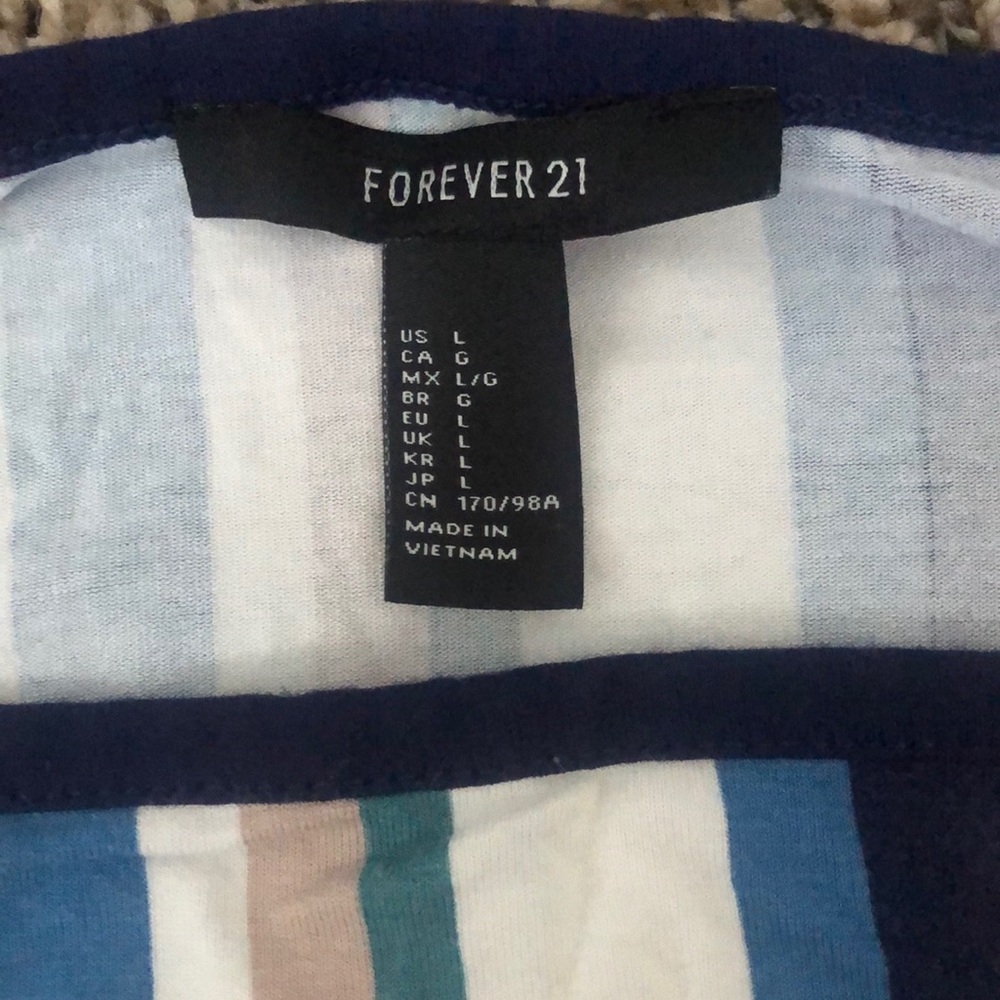 FOREVER 21
US L
CA G
MX L/G
BR G
EU L
UK L
KR L
JP L
CN 170/98A
MADE IN
VIETNAM